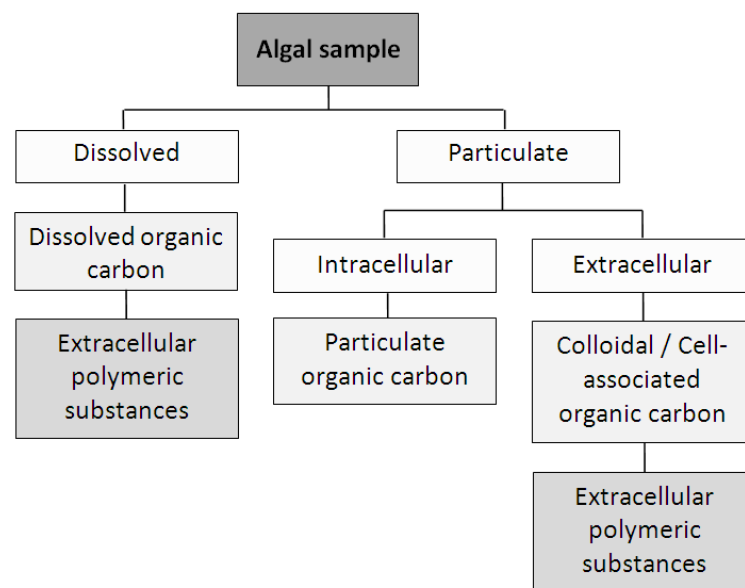 Algal sample
Dissolved
Particulate
Dissolved organic
carbon
Intracellular
Extracellular
Extracellular
polymeric
substances
Particulate
organic carbon
Colloidal / Cell-
associated
organic carbon
Extracellular
polymeric
substances